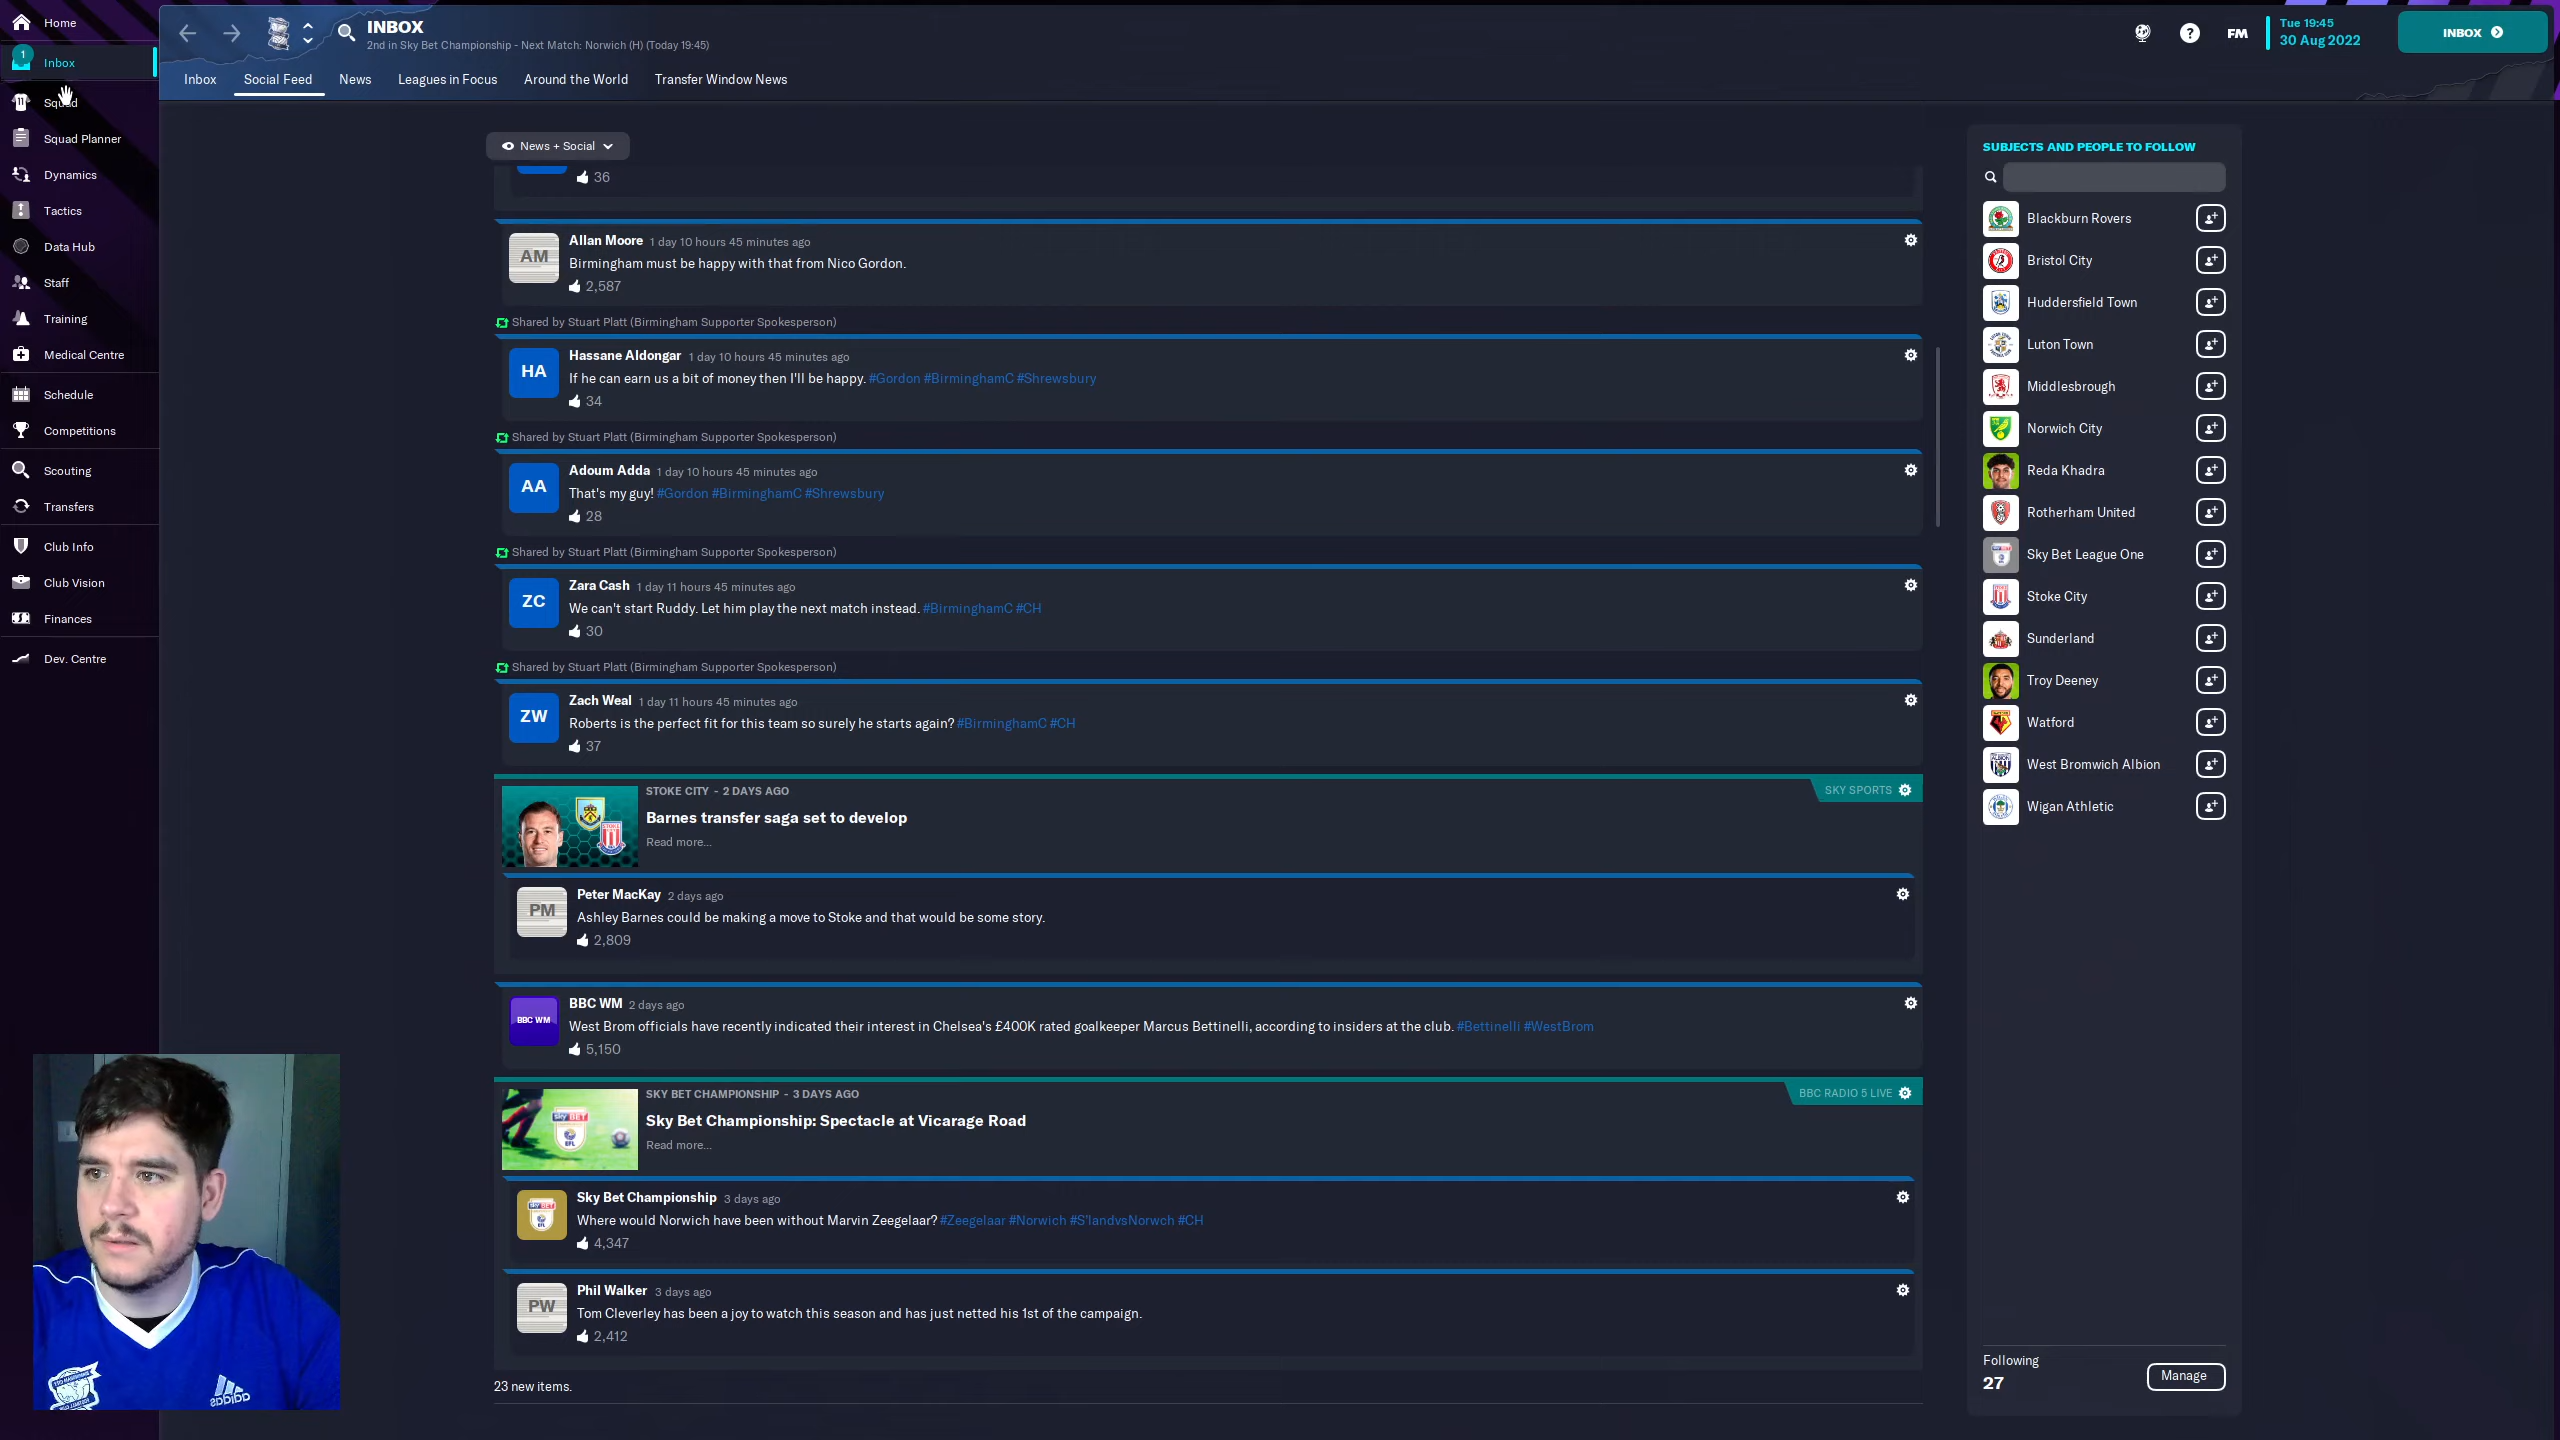 Home
Inbox
1
Squad
Squad Planner
Dynamics
Tactics
Data Hub
Staff
Training
Medical Centre
Schedule
Competitions
Scouting
Transfers
Club Info
Club Vision
Finances
Dev. Centre
INBOX
2nd in Sky Bet Championship - Next Match: Norwich (H) (Today 19:45)
FM
Tue 19:45
30 Aug 2022
INBOX
Inbox
Social Feed
News
Leagues in Focus
Around the World
Transfer Window News
News + Social
36
AM
Allan Moore 1 day 10 hours 45 minutes ago
Birmingham must be happy with that from Nico Gordon.
2,587
Shared by Stuart Platt (Birmingham Supporter Spokesperson)
HA
Hassane Aldongar 1 day 10 hours 45 minutes ago
If he can earn us a bit of money then I'll be happy. #Gordon #BirminghamC #Shrewsbury
34
Shared by Stuart Platt (Birmingham Supporter Spokesperson)
AA
Adoum Adda 1 day 10 hours 45 minutes ago
That's my guy! #Gordon #BirminghamC #Shrewsbury
28
Shared by Stuart Platt (Birmingham Supporter Spokesperson)
ZC
Zara Cash 1 day 11 hours 45 minutes ago
We can't start Ruddy. Let him play the next match instead. #BirminghamC #CH
30
Shared by Stuart Platt (Birmingham Supporter Spokesperson)
ZW
Zach Weal 1 day 11 hours 45 minutes ago
Roberts is the perfect fit for this team so surely he starts again? #BirminghamC #CH
37
STOKE CITY - 2 DAYS AGO
SKY SPORTS
Barnes transfer saga set to develop
Read more...
PM
Peter MacKay 2 days ago
Ashley Barnes could be making a move to Stoke and that would be some story.
2,809
BBC WM
BBC WM 2 days ago
West Brom officials have recently indicated their interest in Chelsea's £400K rated goalkeeper Marcus Bettinelli, according to insiders at the club. #Bettinelli #WestBrom
5,150
SKY BET CHAMPIONSHIP - 3 DAYS AGO
BBC RADIO 5 LIVE
Sky Bet Championship: Spectacle at Vicarage Road
Read more...
Sky Bet Championship 3 days ago
Where would Norwich have been without Marvin Zeegelaar? #Zeegelaar #Norwich #S'landvsNorwch #CH
4,347
PW
Phil Walker 3 days ago
Tom Cleverley has been a joy to watch this season and has just netted his 1st of the campaign.
2,412
23 new items.
SUBJECTS AND PEOPLE TO FOLLOW
Blackburn Rovers
Bristol City
Huddersfield Town
Luton Town
Middlesbrough
Norwich City
Reda Khadra
Rotherham United
Sky Bet League One
Stoke City
Sunderland
Troy Deeney
Watford
West Bromwich Albion
Wigan Athletic
Following
27
Manage
adidas